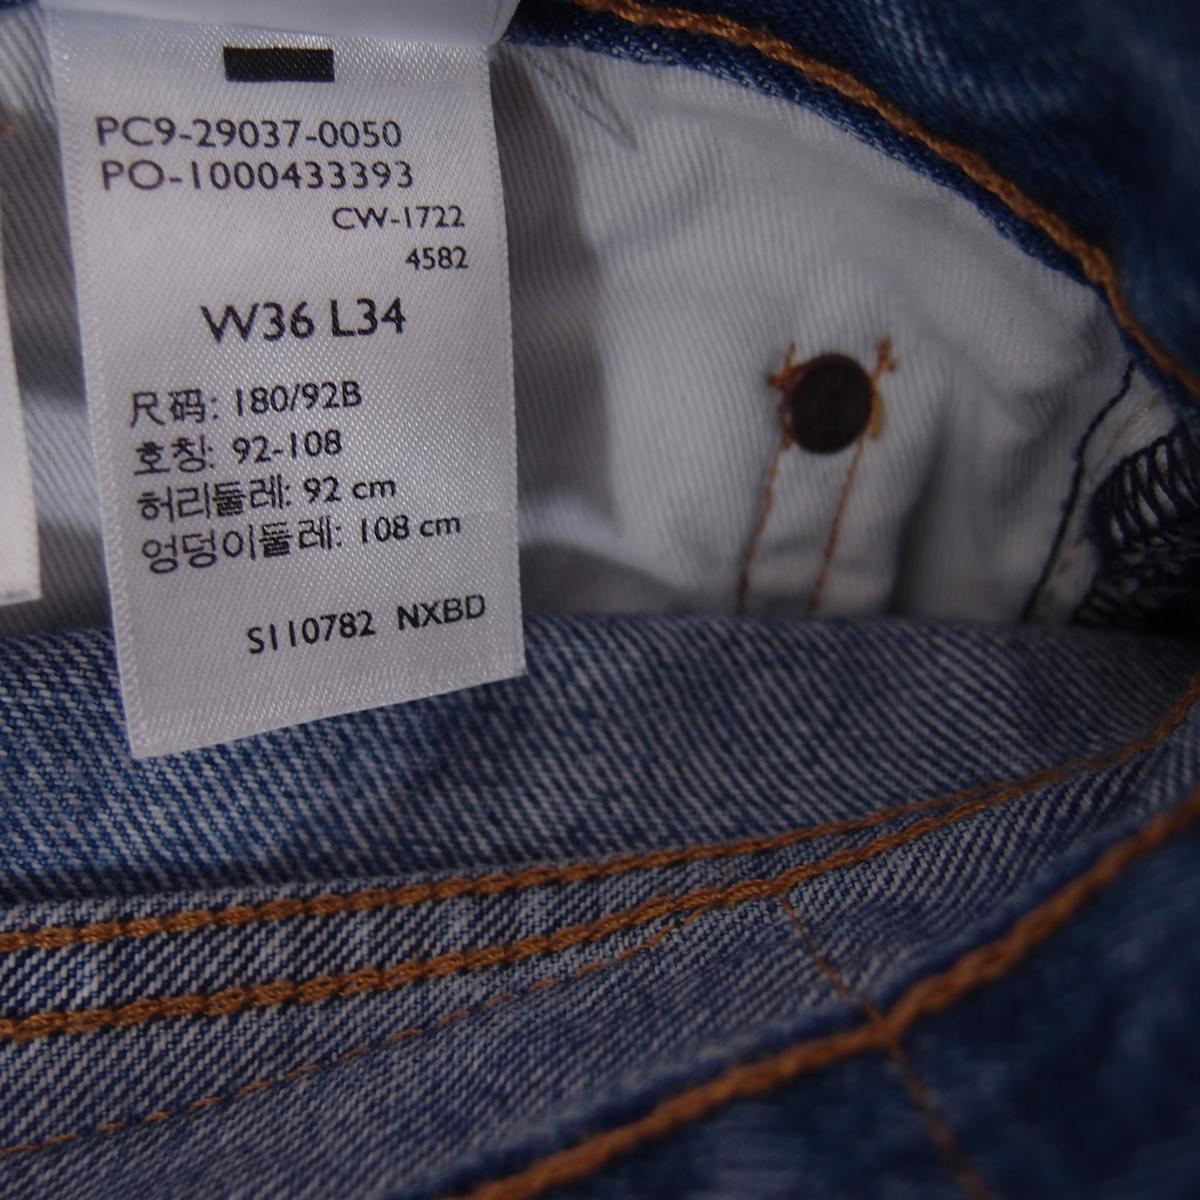 PC9-29037-0050
PO-1000433393
CW-1722
4582
W36 L34
尺码: 180/92B
호칭: 92-108
허리둘레: 92 cm
엉덩이둘레: 108 cm
S110782 NXBD